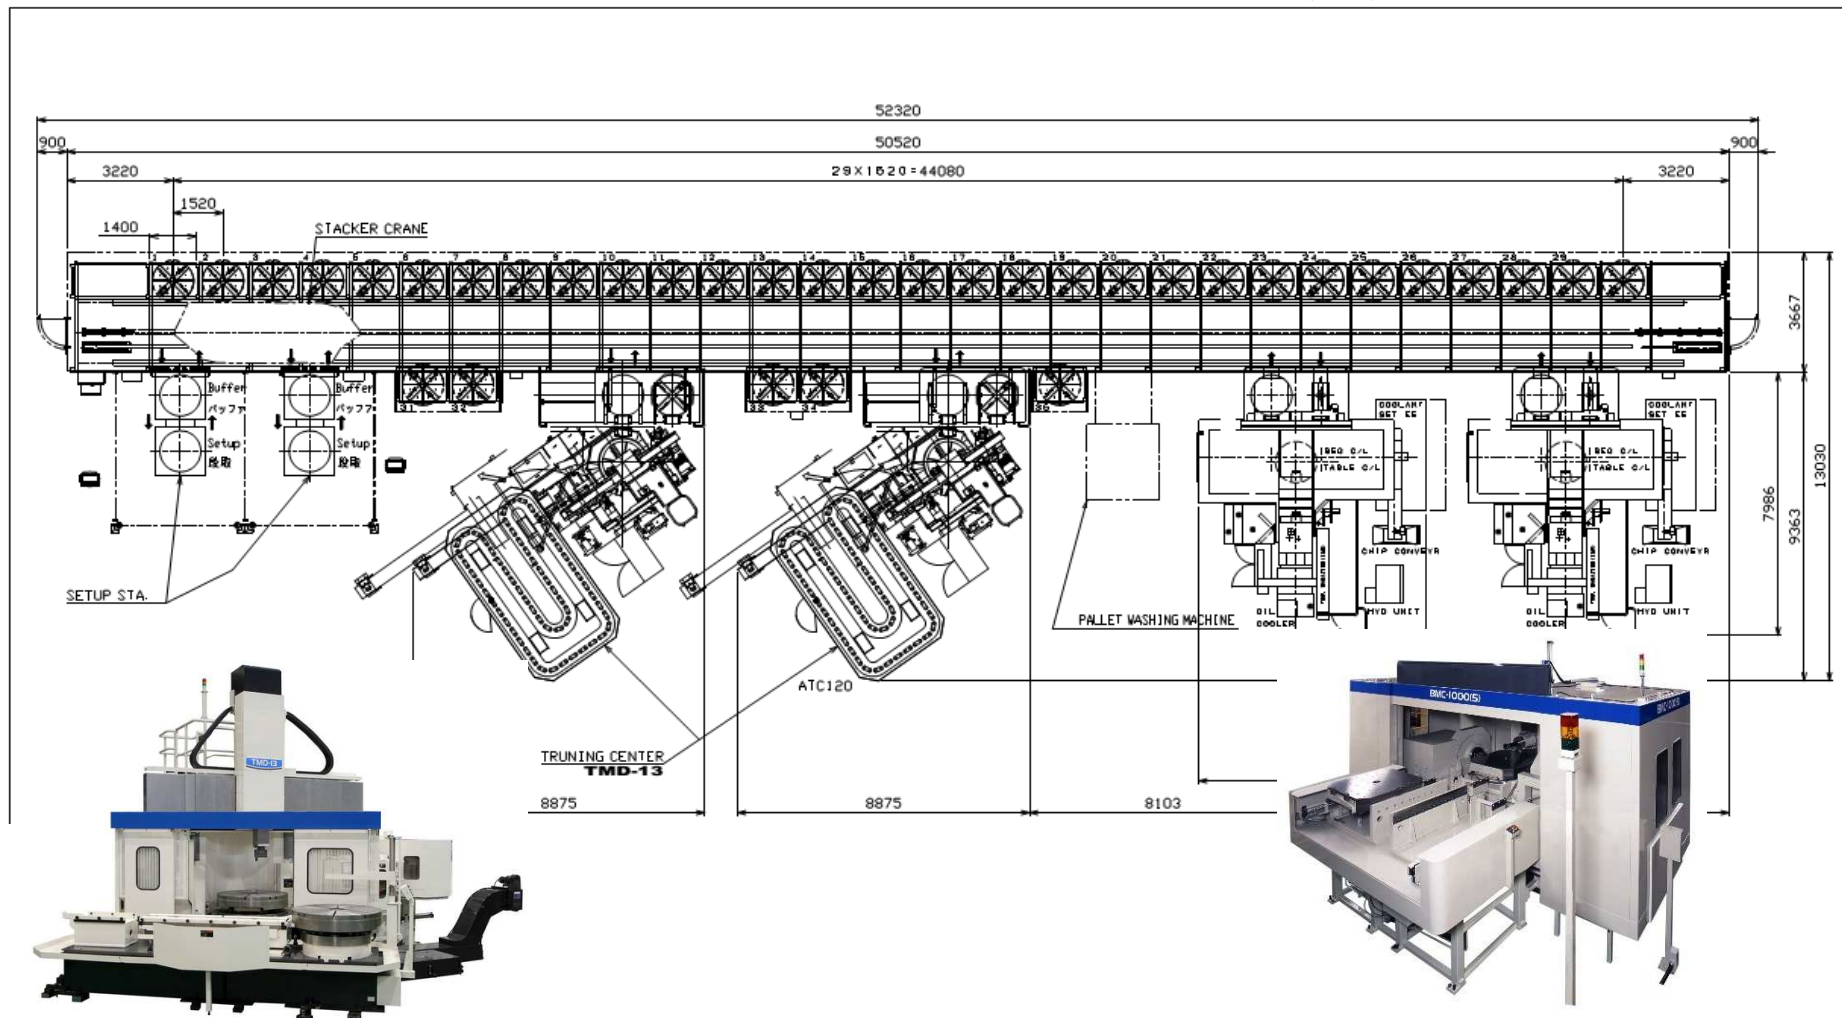 52320
900
50520
900
3220
29×1520=44080
3220
1520
1400
STACKER CRANE
1
2
3
4
5
6
7
8
9
10
11
12
13
14
15
16
17
18
19
20
21
22
23
24
25
26
27
28
29
3667
13030
7986
9363
Buffer
バッファ
Setup
段取
Buffer
バッファ
Setup
段取
31
32
33
34
35
COOLANT
COOLANT
TABLE C/L
TABLE C/L
CHIP CONVEYR
CHIP CONVEYR
OIL
COOLER
HYD UNIT
OIL
COOLER
HYD UNIT
SETUP STA.
PALLET WASHING MACHINE
ATC120
TRUNING CENTER
TMD-13
8875
8875
8103
TMD-13
BMC-1000(5)